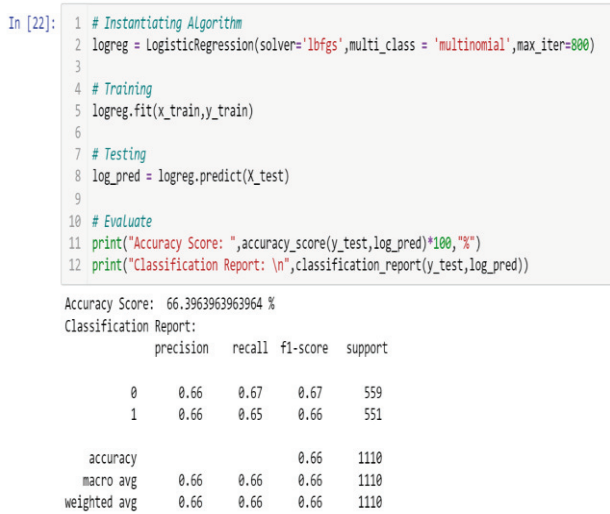 In [22]:
1 # Instantiating Algorithm
2 logreg = LogisticRegression(solver='lbfgs',multi_class = 'multinomial',max_iter=800)
3
4 # Training
5 logreg.fit(x_train,y_train)
6
7 # Testing
8 log_pred = logreg.predict(X_test)
9
10 # Evaluate
11 print("Accuracy Score: ",accuracy_score(y_test,log_pred)*100,"%")
12 print("Classification Report: \n",classification_report(y_test,log_pred))
Accuracy Score:  66.3963963963964 %
Classification Report:
precision recall f1-score support
0 0.66 0.67 0.67 559
1 0.66 0.65 0.66 551
accuracy 0.66 1110
macro avg 0.66 0.66 0.66 1110
weighted avg 0.66 0.66 0.66 1110